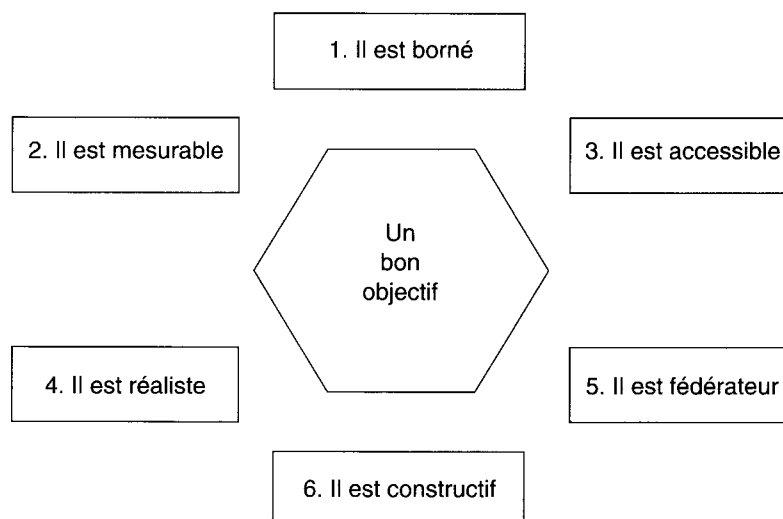 1. Il est borné
2. Il est mesurable
3. Il est accessible
Un
bon
objectif
4. Il est réaliste
5. Il est fédérateur
6. Il est constructif